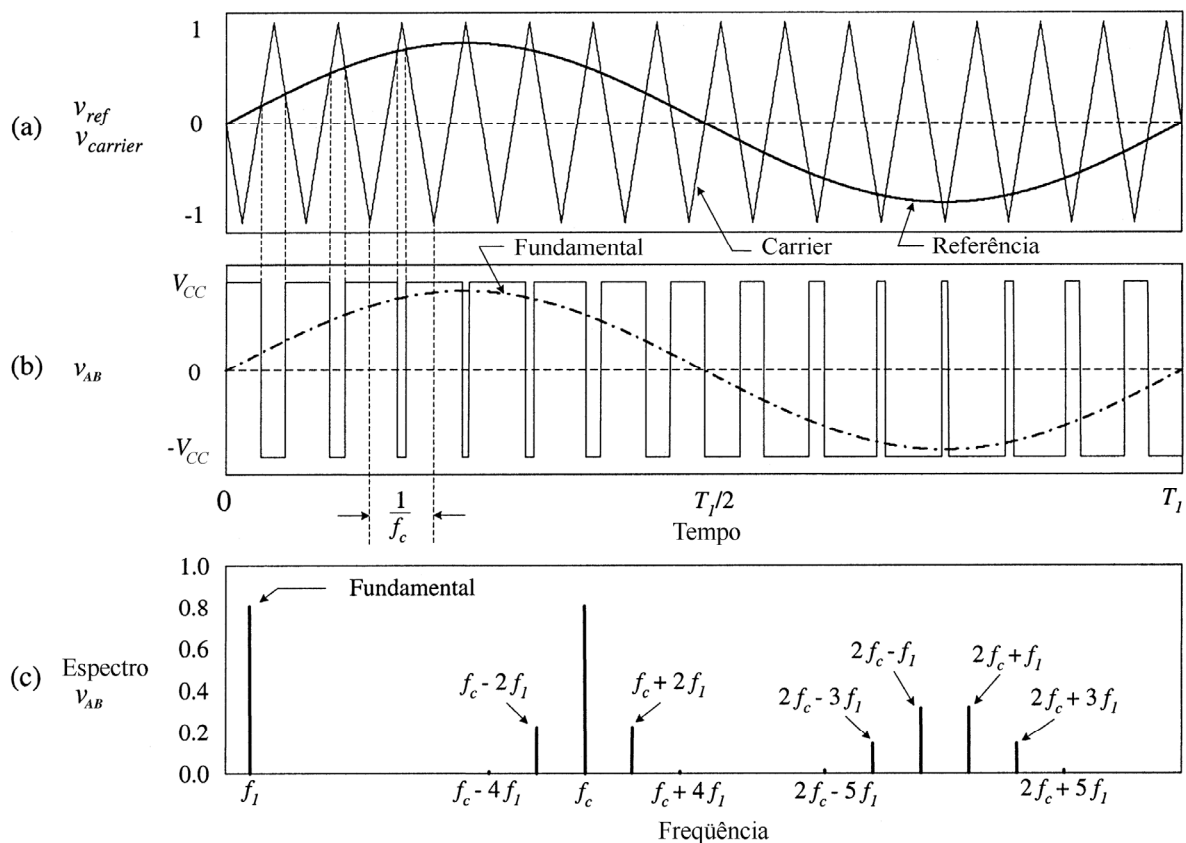 (a)
v_ref
v_carrier
1
0
-1
Fundamental
Carrier
Referência
(b)
v_AB
V_CC
0
-V_CC
0
1/f_c
T_1/2
T_1
Tempo
(c)
Espectro
v_AB
1.0
0.8
0.6
0.4
0.2
0.0
Fundamental
f_c - 2f_1
f_c + 2f_1
2f_c - 3f_1
2f_c - f_1
2f_c + f_1
2f_c + 3f_1
f_1
f_c - 4f_1
f_c
f_c + 4f_1
2f_c - 5f_1
2f_c + 5f_1
Freqüência